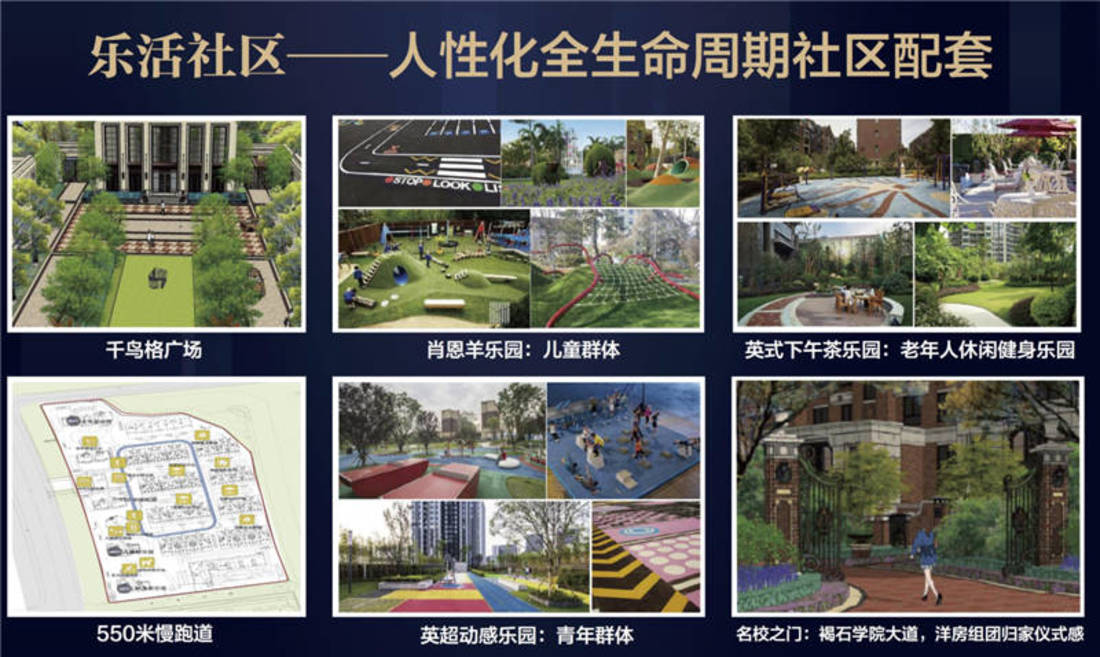 乐活社区——人性化全生命周期社区配套
STOP LOOK LI
千鸟格广场
肖恩羊乐园：儿童群体
英式下午茶乐园：老年人休闲健身乐园
550米慢跑道
英超动感乐园：青年群体
名校之门：褐石学院大道，洋房组团归家仪式感